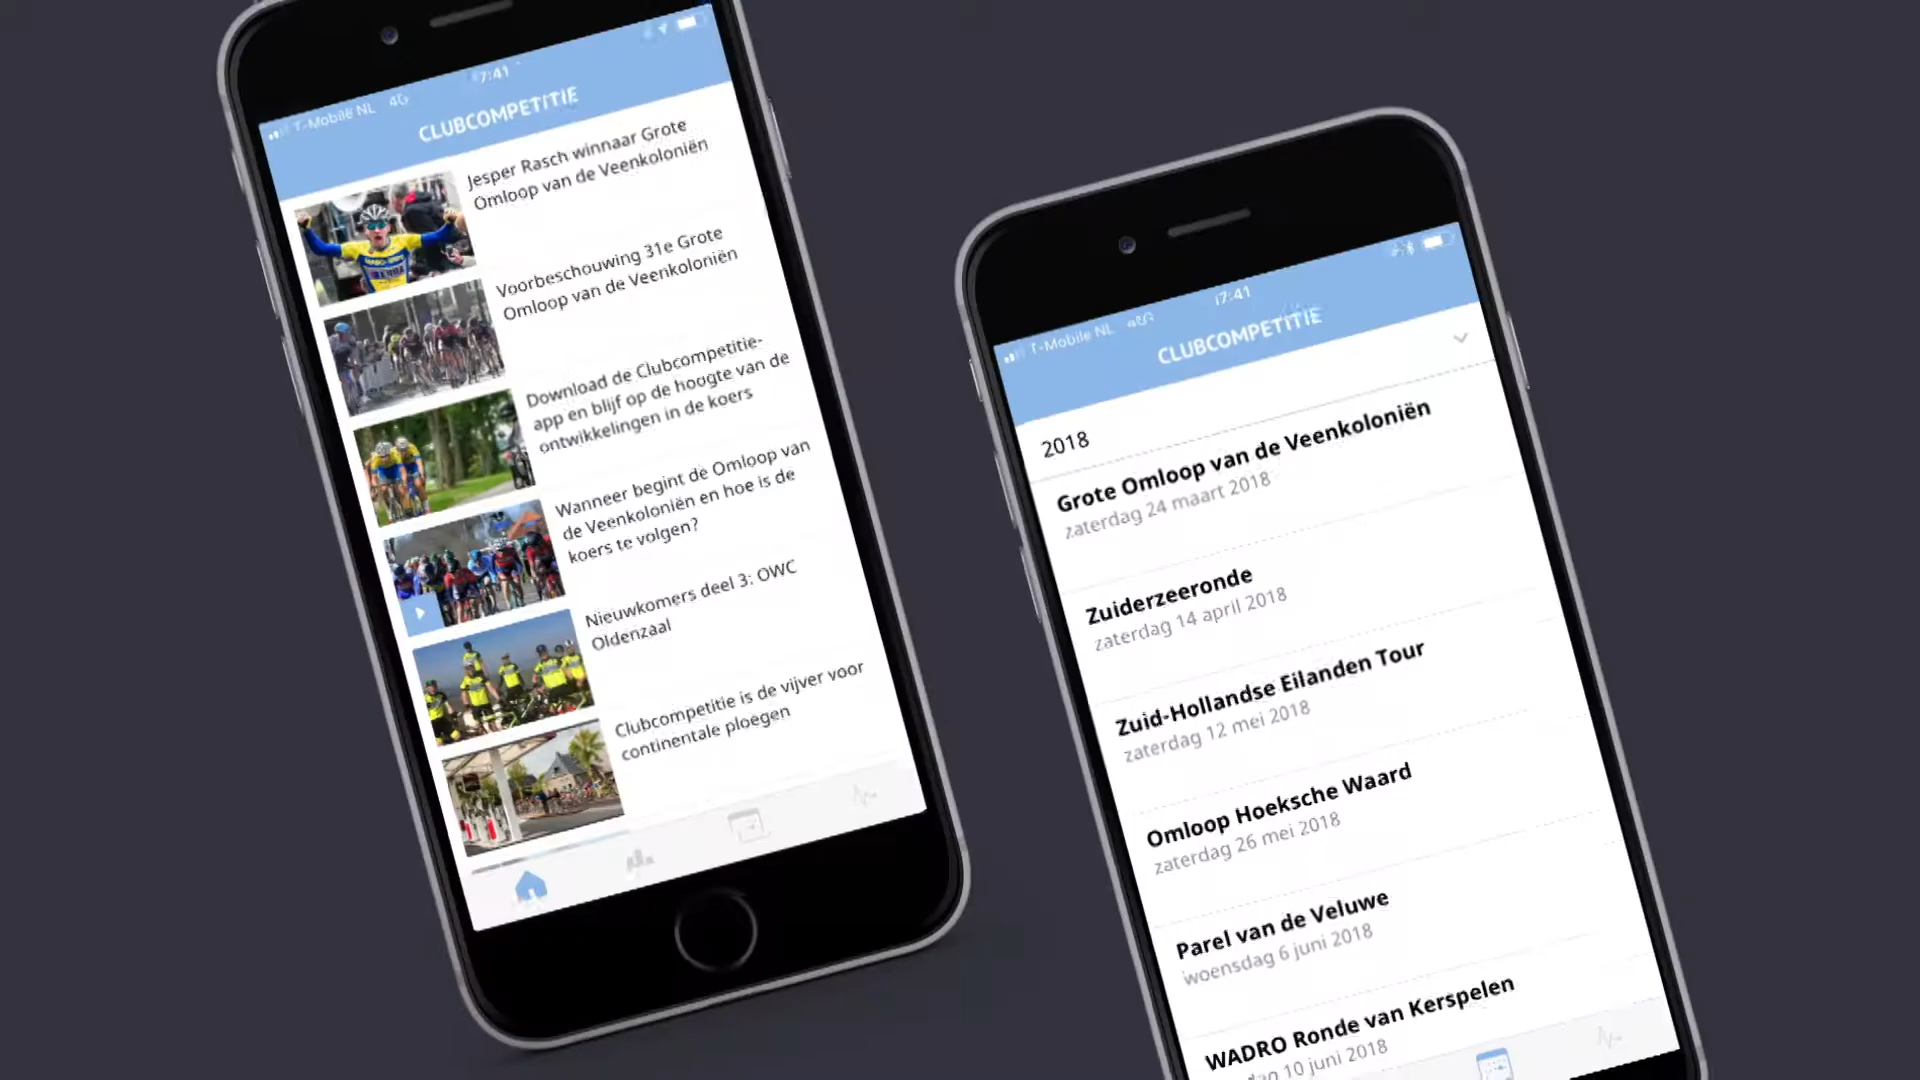 T-Mobile NL 4G
17:41
CLUBCOMPETITIE
Jesper Rasch winnaar Grote
Omloop van de Veenkoloniën
Voorbeschouwing 31e Grote
Omloop van de Veenkoloniën
Download de Clubcompetitie-
app en blijf op de hoogte van de
ontwikkelingen in de koers
Wanneer begint de Omloop van
de Veenkoloniën en hoe is de
koers te volgen?
Nieuwkomers deel 3: OWC
Oldenzaal
Clubcompetitie is de vijver voor
continentale ploegen
T-Mobile NL
17:41
CLUBCOMPETITIE
2018
Grote Omloop van de Veenkoloniën
zaterdag 24 maart 2018
Zuiderzeeronde
zaterdag 14 april 2018
Zuid-Hollandse Eilanden Tour
zaterdag 12 mei 2018
Omloop Hoeksche Waard
zaterdag 26 mei 2018
Parel van de Veluwe
woensdag 6 juni 2018
WADRO Ronde van Kerspelen
10 juni 2018